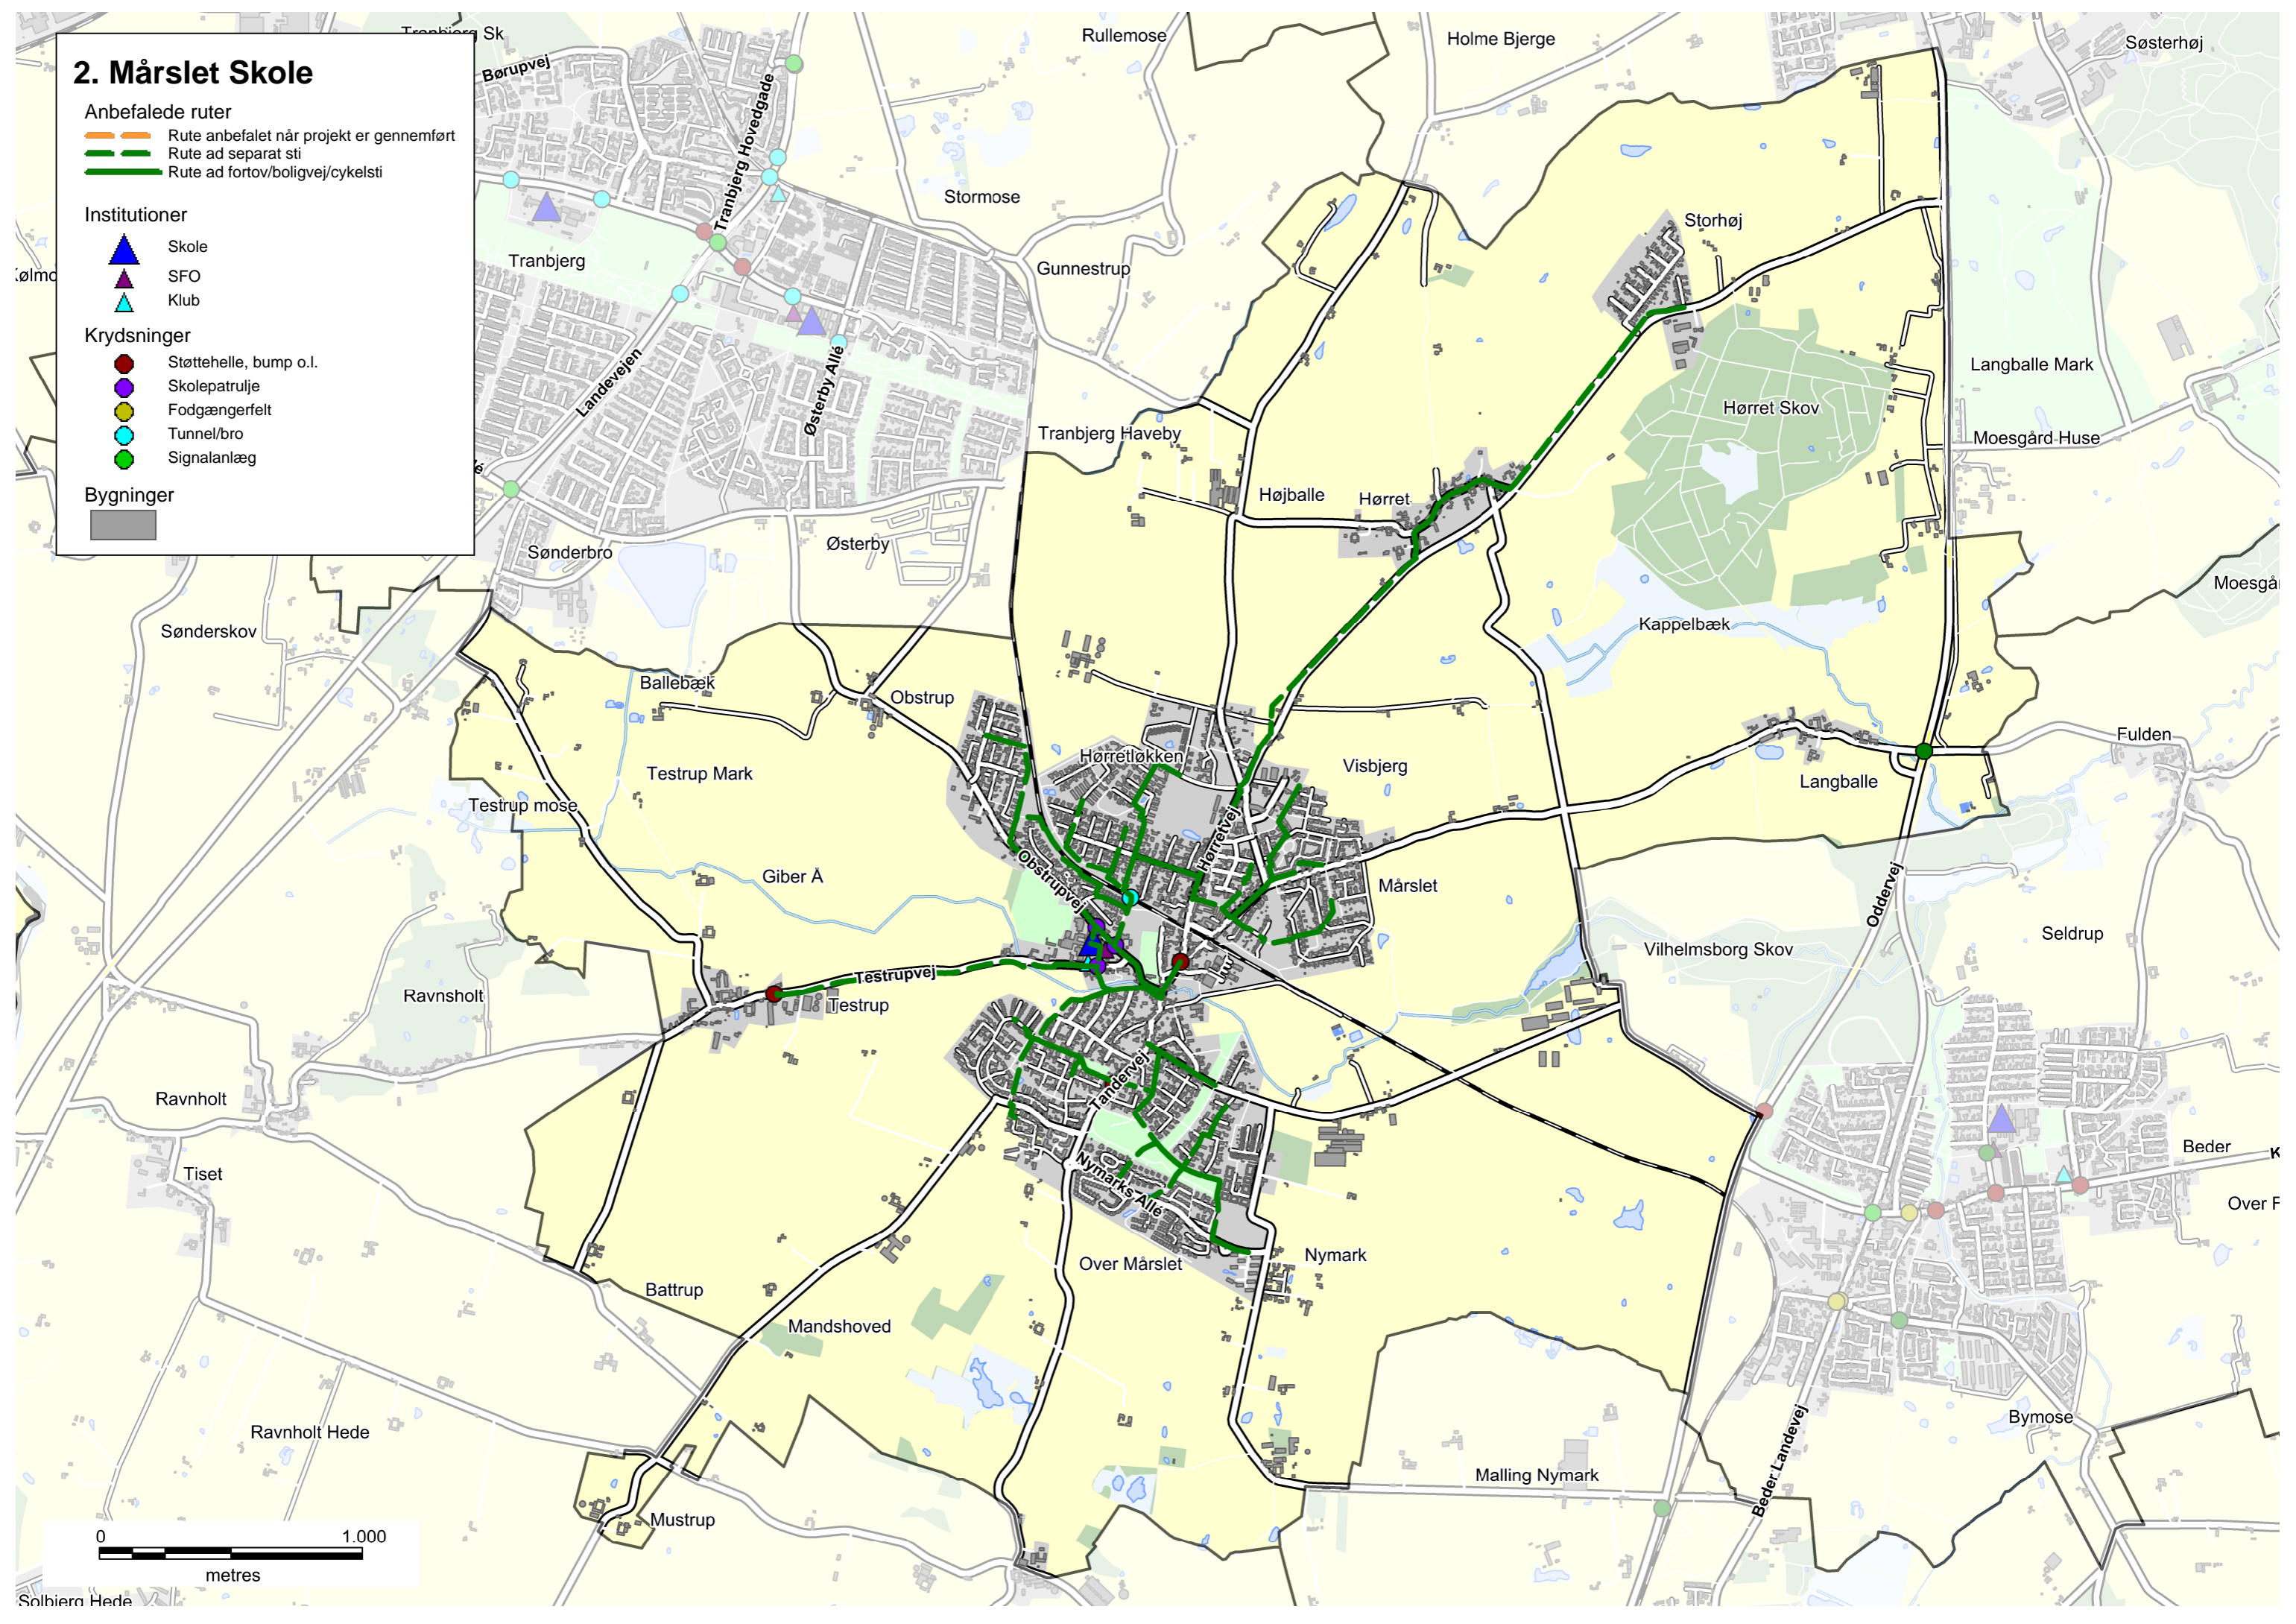 2. Mårslet Skole
Anbefalede ruter
Rute anbefalet når projekt er gennemført
Rute ad separat sti
Rute ad fortov/boligvej/cykelsti
Institutioner
Skole
SFO
Klub
Krydsninger
Støttehelle, bump o.l.
Skolepatrulje
Fodgængerfelt
Tunnel/bro
Signalanlæg
Bygninger
Børupvej
Tranbjerg Hovedgade
Rullemose
Holme Bjerge
Søsterhøj
Stormose
Storhøj
Tranbjerg
Gunnestrup
Landevejen
Østerby Allé
Langballe Mark
Hørret Skov
Tranbjerg Haveby
Moesgård Huse
Højballe
Hørret
Sønderbro
Østerby
Sønderskov
Kappelbæk
Ballebæk
Obstrup
Fulden
Testrup Mark
Hørretløkken
Visbjerg
Langballe
Testrup mose
Hørretvej
Obstrupvej
Giber Å
Mårslet
Oddervej
Seldrup
Vilhelmsborg Skov
Testrupvej
Testrup
Ravnsholt
Ravnholt
Tandervej
Beder
Tiset
Nymarks Allé
Over Mårslet
Nymark
Battrup
Mandshoved
Ravnholt Hede
Bymose
Malling Nymark
Beder Landevej
Mustrup
0 1.000
metres
Solbjerg Hede